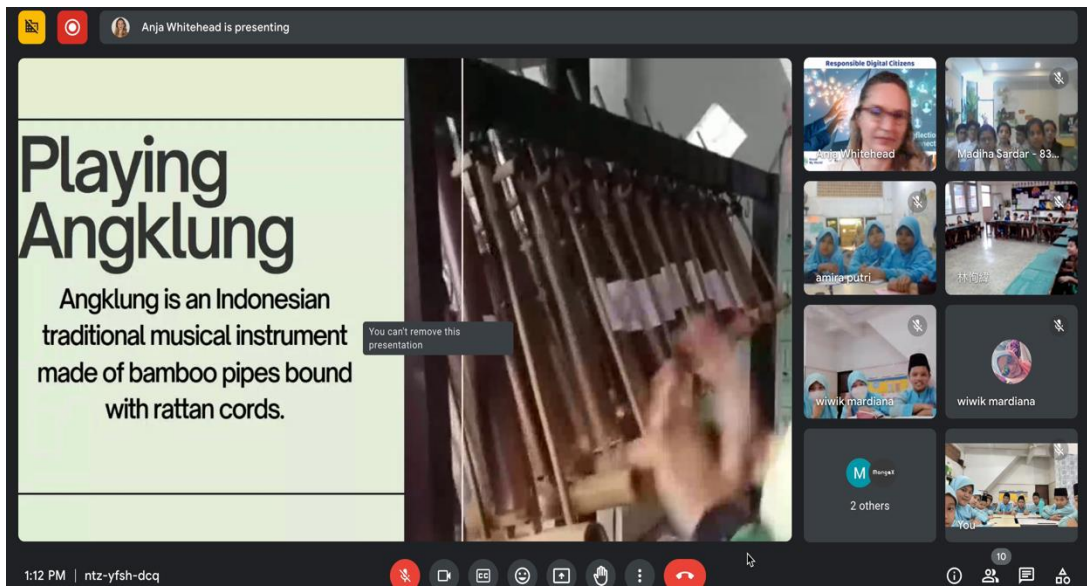 Anja Whitehead is presenting
Playing
Angklung
Angklung is an Indonesian
traditional musical instrument
made of bamboo pipes bound
with rattan cords.
You can't remove this
presentation
Responsible Digital Citizens
Anja Whitehead
Madiha Sardar - 83...
amira putri
wiwik mardiana
wiwik mardiana
M
2 others
You
1:12 PM | ntz-yfsh-dcq
10